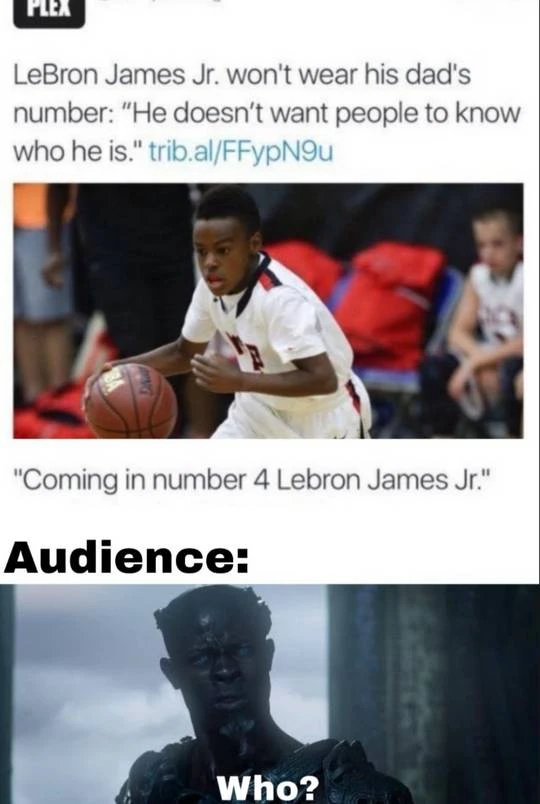 PLEX
LeBron James Jr. won't wear his dad's
number: "He doesn't want people to know
who he is." trib.al/FFypN9u
"Coming in number 4 Lebron James Jr."
Audience:
Who?